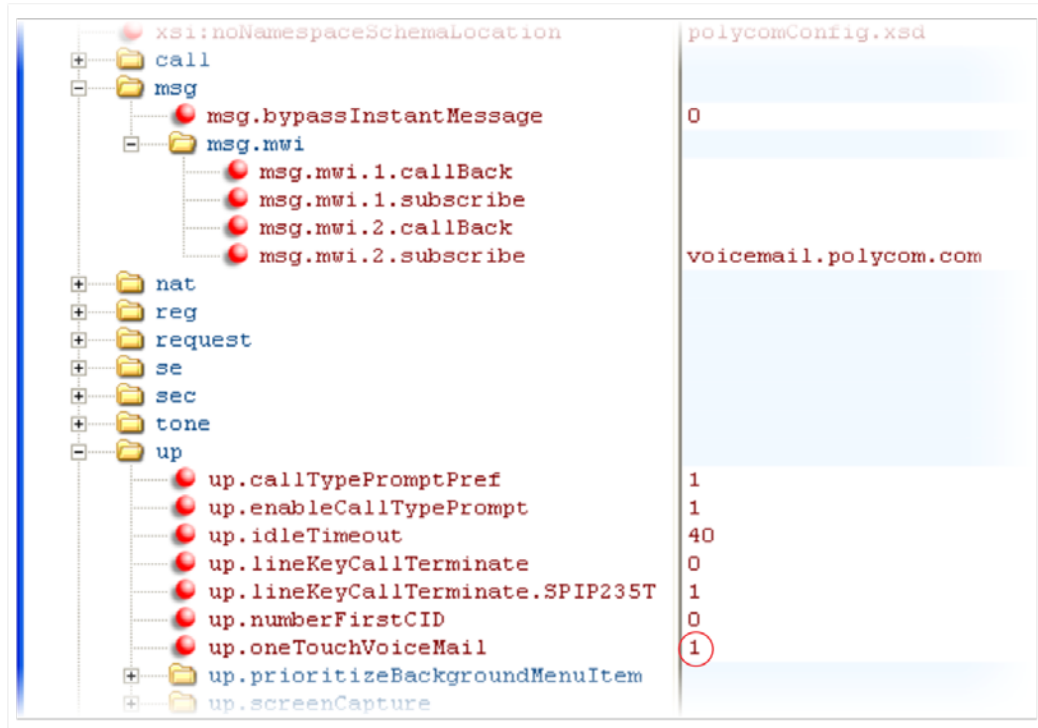 xsi:noNamespaceSchemaLocation polycomConfig.xsd
call
msg
msg.bypassInstantMessage 0
msg.mwi
msg.mwi.1.callBack
msg.mwi.1.subscribe
msg.mwi.2.callBack
msg.mwi.2.subscribe voicemail.polycom.com
nat
reg
request
se
sec
tone
up
up.callTypePromptPref 1
up.enableCallTypePrompt 1
up.idleTimeout 40
up.lineKeyCallTerminate 0
up.lineKeyCallTerminate.SPIP235T 1
up.numberFirstCID 0
up.oneTouchVoiceMail 1
up.prioritizeBackgroundMenuItem
up.screenCapture